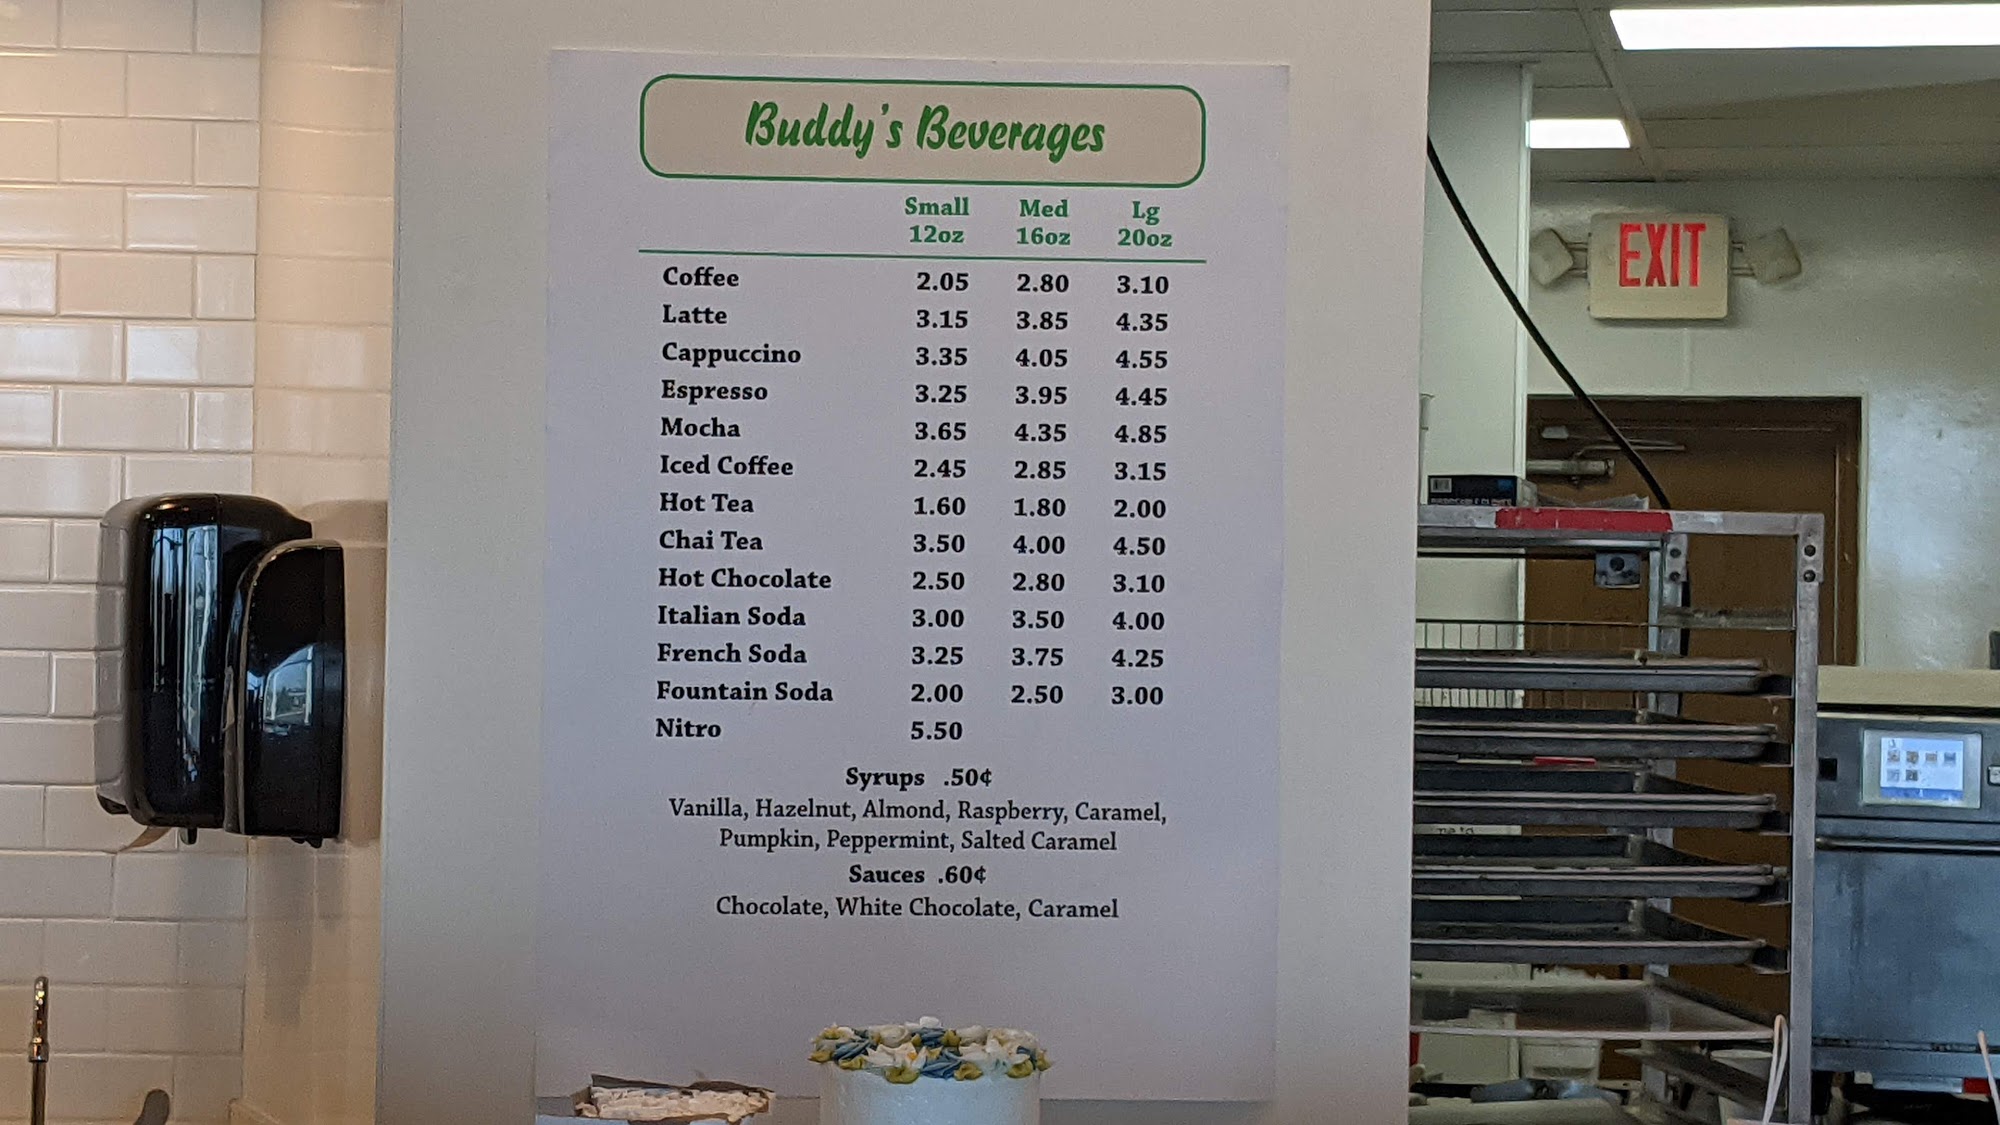 Buddy's Beverages
Small Med Lg
12oz 16oz 20oz
Coffee 2.05 2.80 3.10
Latte 3.15 3.85 4.35
Cappuccino 3.35 4.05 4.55
Espresso 3.25 3.95 4.45
Mocha 3.65 4.35 4.85
Iced Coffee 2.45 2.85 3.15
Hot Tea 1.60 1.80 2.00
Chai Tea 3.50 4.00 4.50
Hot Chocolate 2.50 2.80 3.10
Italian Soda 3.00 3.50 4.00
French Soda 3.25 3.75 4.25
Fountain Soda 2.00 2.50 3.00
Nitro 5.50
Syrups .50¢
Vanilla, Hazelnut, Almond, Raspberry, Caramel,
Pumpkin, Peppermint, Salted Caramel
Sauces .60¢
Chocolate, White Chocolate, Caramel
EXIT